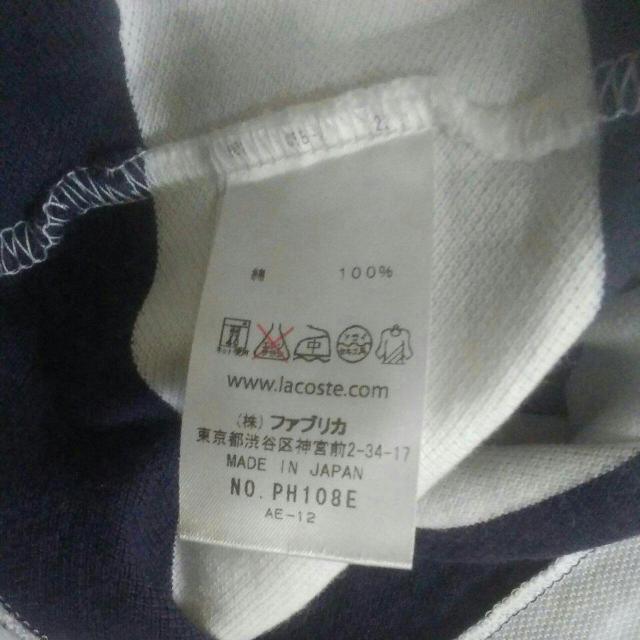 綿 100%
www.lacoste.com
(株) ファブリカ
東京都渋谷区神宮前2-34-17
MADE IN JAPAN
NO. PH108E
AE-12